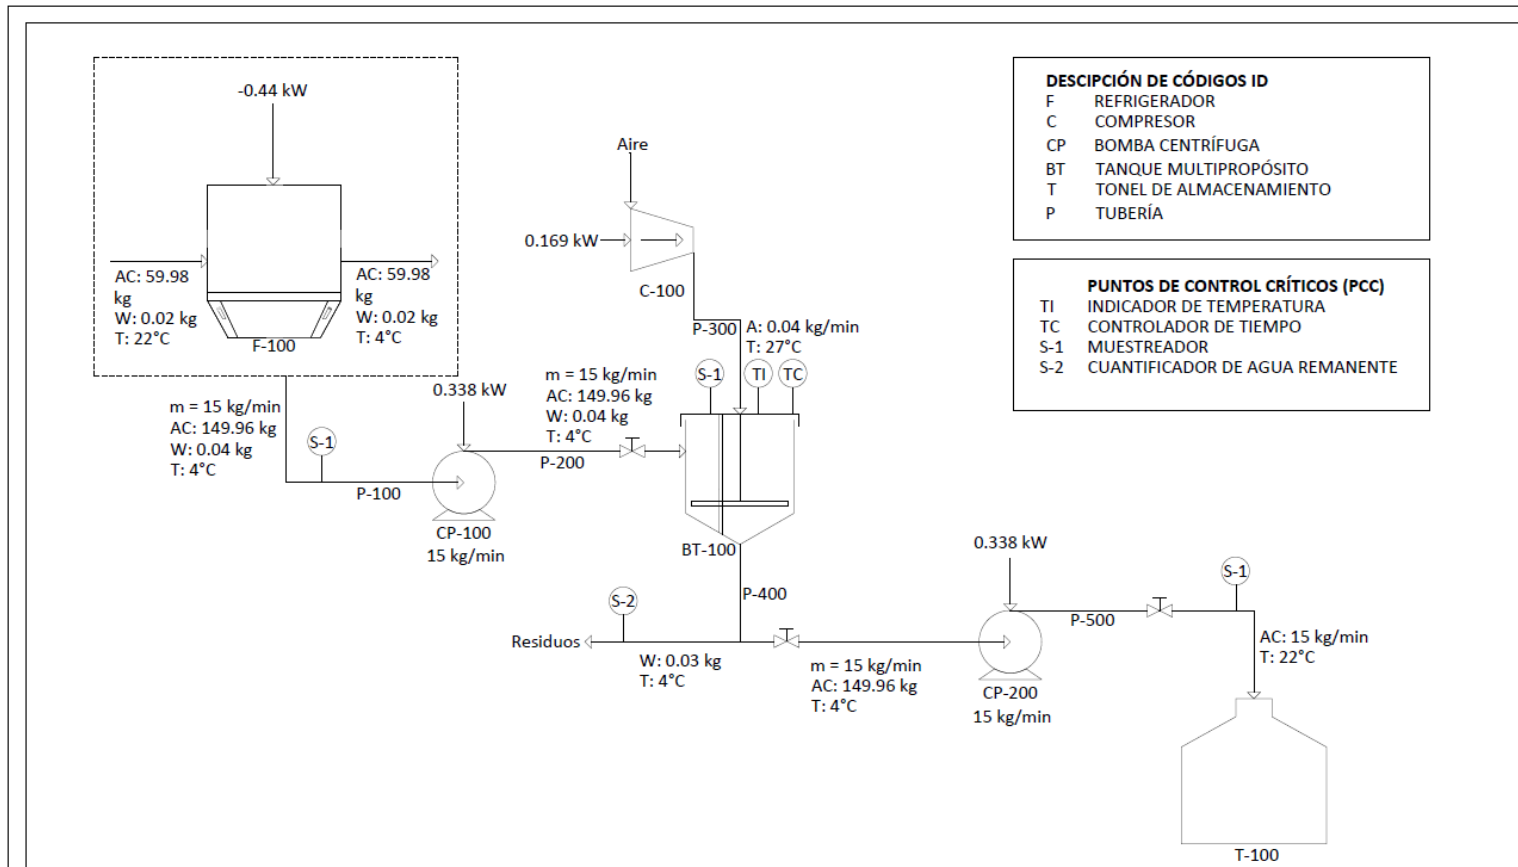 -0.44 kW
AC: 59.98
kg
W: 0.02 kg
T: 22°C
AC: 59.98
kg
W: 0.02 kg
T: 4°C
F-100
m = 15 kg/min
AC: 149.96 kg
W: 0.04 kg
T: 4°C
S-1
P-100
0.338 kW
CP-100
15 kg/min
m = 15 kg/min
AC: 149.96 kg
W: 0.04 kg
T: 4°C
P-200
Aire
0.169 kW
C-100
P-300
A: 0.04 kg/min
T: 27°C
S-1
TI
TC
BT-100
P-400
S-2
Residuos
W: 0.03 kg
T: 4°C
m = 15 kg/min
AC: 149.96 kg
T: 4°C
0.338 kW
CP-200
15 kg/min
P-500
S-1
AC: 15 kg/min
T: 22°C
T-100
DESCIPCIÓN DE CÓDIGOS ID
F REFRIGERADOR
C COMPRESOR
CP BOMBA CENTRÍFUGA
BT TANQUE MULTIPROPÓSITO
T TONEL DE ALMACENAMIENTO
P TUBERÍA
PUNTOS DE CONTROL CRÍTICOS (PCC)
TI INDICADOR DE TEMPERATURA
TC CONTROLADOR DE TIEMPO
S-1 MUESTREADOR
S-2 CUANTIFICADOR DE AGUA REMANENTE